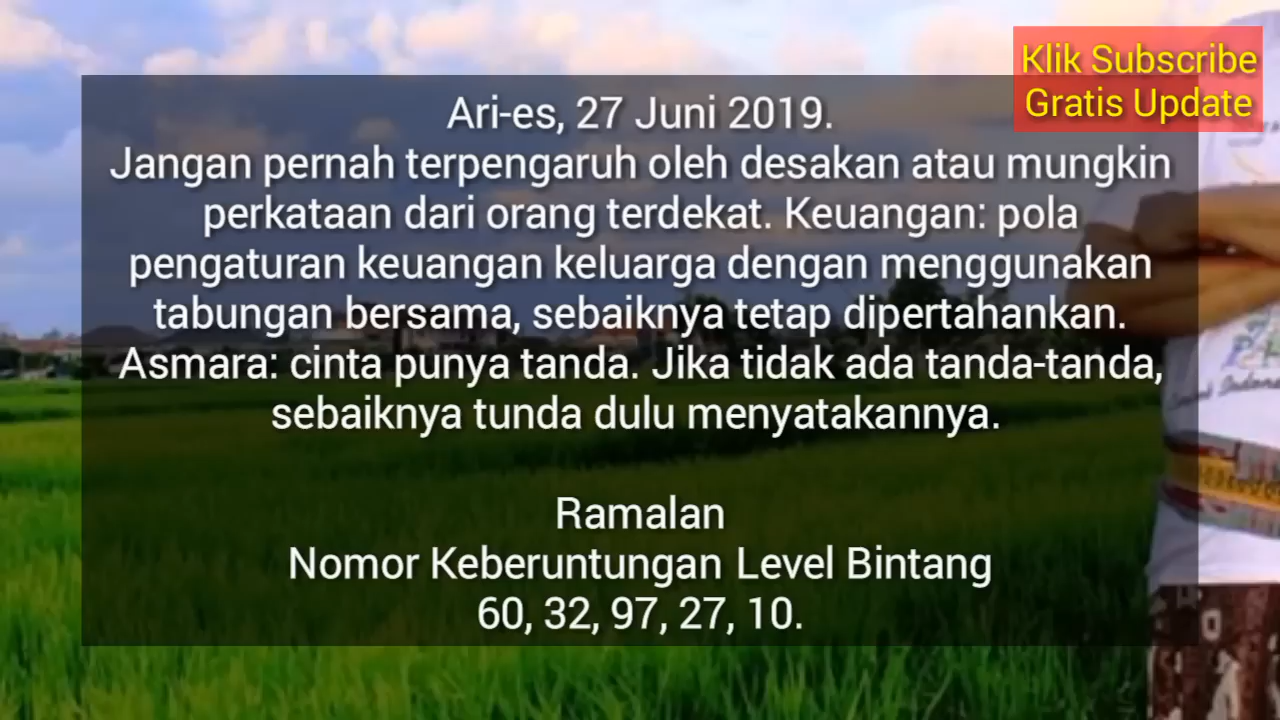 Klik Subscribe
Gratis Update
Ari-es, 27 Juni 2019.
Jangan pernah terpengaruh oleh desakan atau mungkin
perkataan dari orang terdekat. Keuangan: pola
pengaturan keuangan keluarga dengan menggunakan
tabungan bersama, sebaiknya tetap dipertahankan.
Asmara: cinta punya tanda. Jika tidak ada tanda-tanda,
sebaiknya tunda dulu menyatakannya.
Ramalan
Nomor Keberuntungan Level Bintang
60, 32, 97, 27, 10.